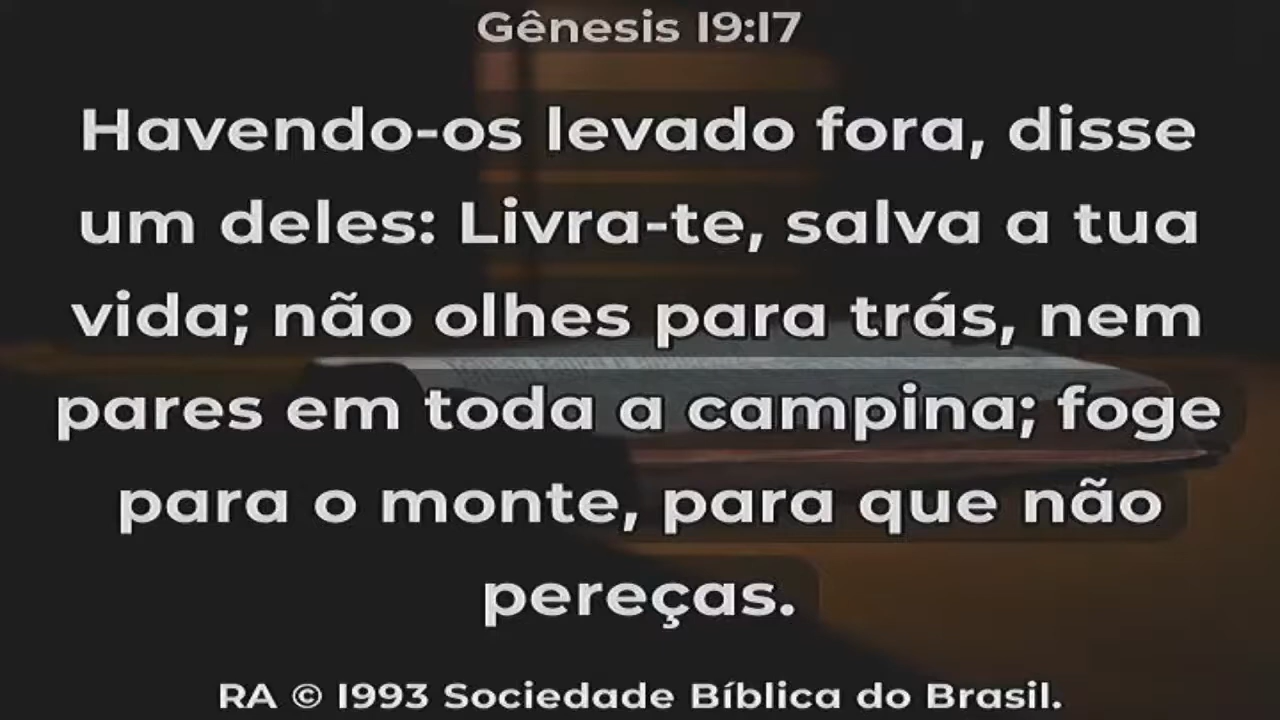 Gênesis 19:17
Havendo-os levado fora, disse
um deles: Livra-te, salva a tua
vida; não olhes para trás, nem
pares em toda a campina; foge
para o monte, para que não
pereças.
RA © 1993 Sociedade Bíblica do Brasil.